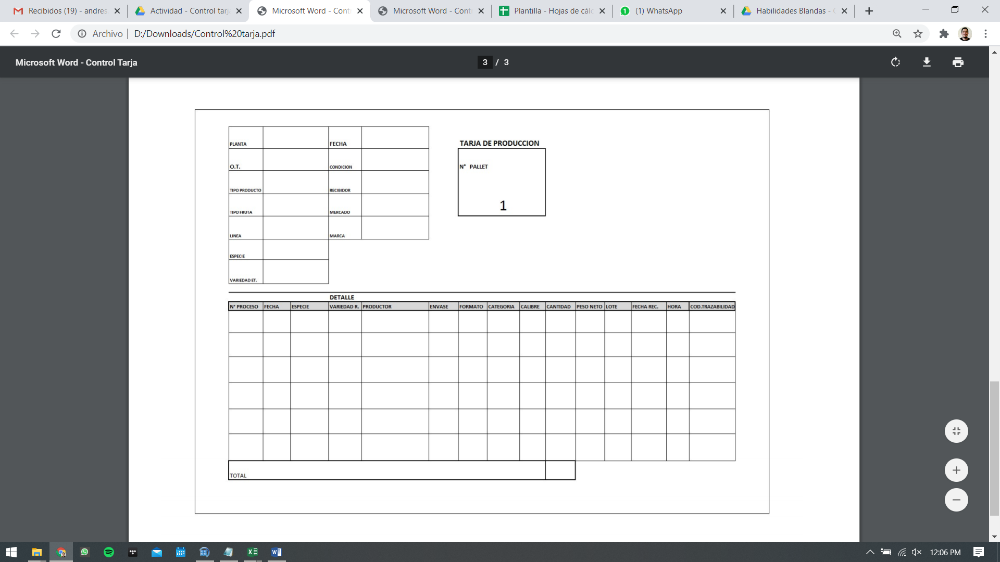 Recibidos (19) - andres
Actividad - Control tarj
Microsoft Word - Cont
Microsoft Word - Cont
Plantilla - Hojas de cálc
1
(1) WhatsApp
Habilidades Blandas -
Archivo
D:/Downloads/Control%20tarja.pdf
Microsoft Word - Control Tarja
3 / 3
PLANTA FECHA
O.T. CONDICION
TIPO PRODUCTO RECIBIDOR
TIPO FRUTA MERCADO
LINEA MARCA
ESPECIE
VARIEDAD ET.
TARJA DE PRODUCCION
N° PALLET
1
DETALLE
N° PROCESO FECHA ESPECIE VARIEDAD R. PRODUCTOR ENVASE FORMATO CATEGORIA CALIBRE CANTIDAD PESO NETO LOTE FECHA REC. HORA COD.TRAZABILIDAD
TOTAL
12:06 PM